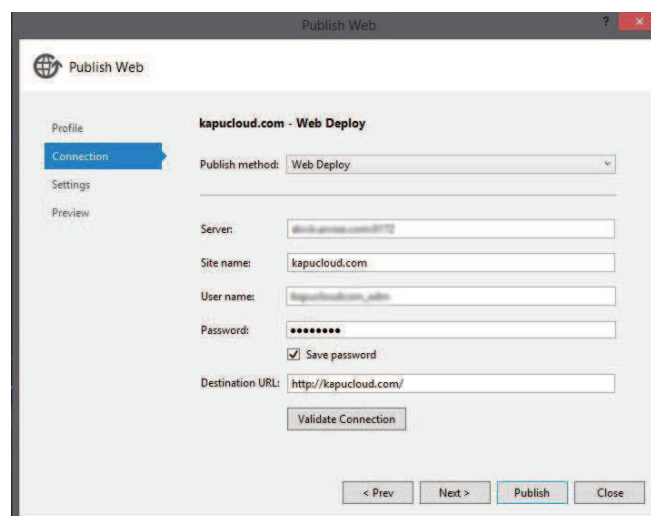 Publish Web
?
Publish Web
Profile
Connection
Settings
Preview
kapucloud.com - Web Deploy
Publish method: Web Deploy
Server:
Site name: kapucloud.com
User name:
Password: ●●●●●●●●
Save password
Destination URL: http://kapucloud.com/
Validate Connection
< Prev Next > Publish Close